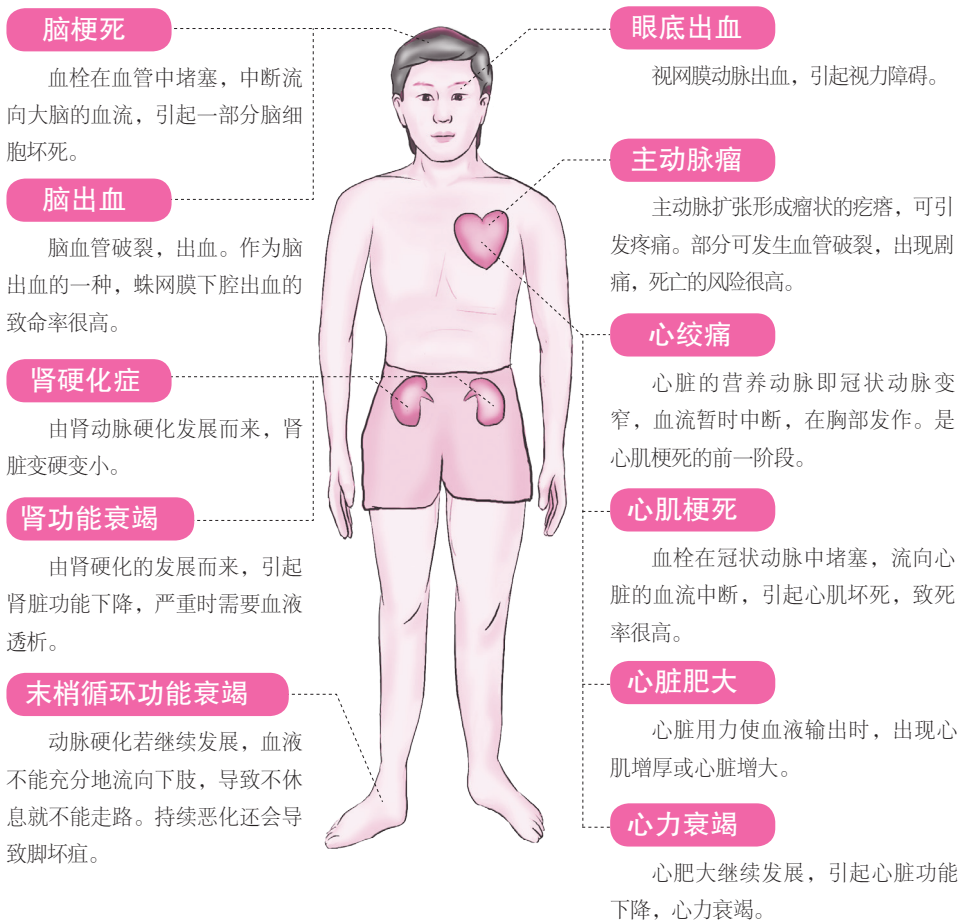 脑梗死
血栓在血管中堵塞，中断流
向大脑的血流，引起一部分脑细
胞坏死。
脑出血
脑血管破裂，出血。作为脑
出血的一种，蛛网膜下腔出血的
致命率很高。
肾硬化症
由肾动脉硬化发展而来，肾
脏变硬变小。
肾功能衰竭
由肾硬化的发展而来，引起
肾脏功能下降，严重时需要血液
透析。
末梢循环功能衰竭
动脉硬化若继续发展，血液
不能充分地流向下肢，导致不休
息就不能走路。持续恶化还会导
致脚坏疽。
眼底出血
视网膜动脉出血，引起视力障碍。
主动脉瘤
主动脉扩张形成瘤状的疙瘩，可引
发疼痛。部分可发生血管破裂，出现剧
痛，死亡的风险很高。
心绞痛
心脏的营养动脉即冠状动脉变
窄，血流暂时中断，在胸部发作。是
心肌梗死的前一阶段。
心肌梗死
血栓在冠状动脉中堵塞，流向心
脏的血流中断，引起心肌坏死，致死
率很高。
心脏肥大
心脏用力使血液输出时，出现心
肌增厚或心脏增大。
心力衰竭
心肥大继续发展，引起心脏功能
下降，心力衰竭。